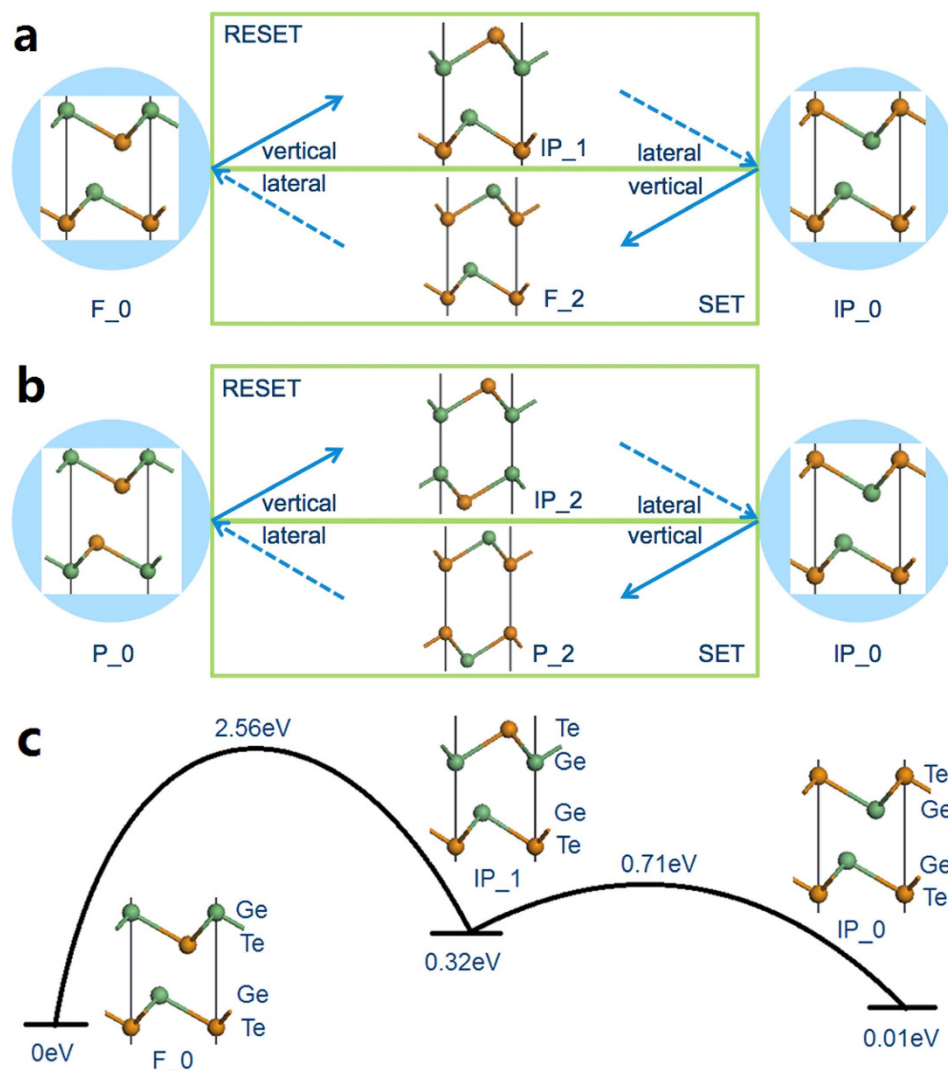 a
RESET
IP_1
vertical
lateral
lateral
vertical
F_0
F_2
SET
IP_0
b
RESET
IP_2
vertical
lateral
lateral
vertical
P_0
P_2
SET
IP_0
c
2.56eV
Te
Ge
Ge
Te
IP_1
0.71eV
Te
Ge
Ge
Te
IP_0
Ge
Te
Ge
Te
0.32eV
0.01eV
0eV
F_0